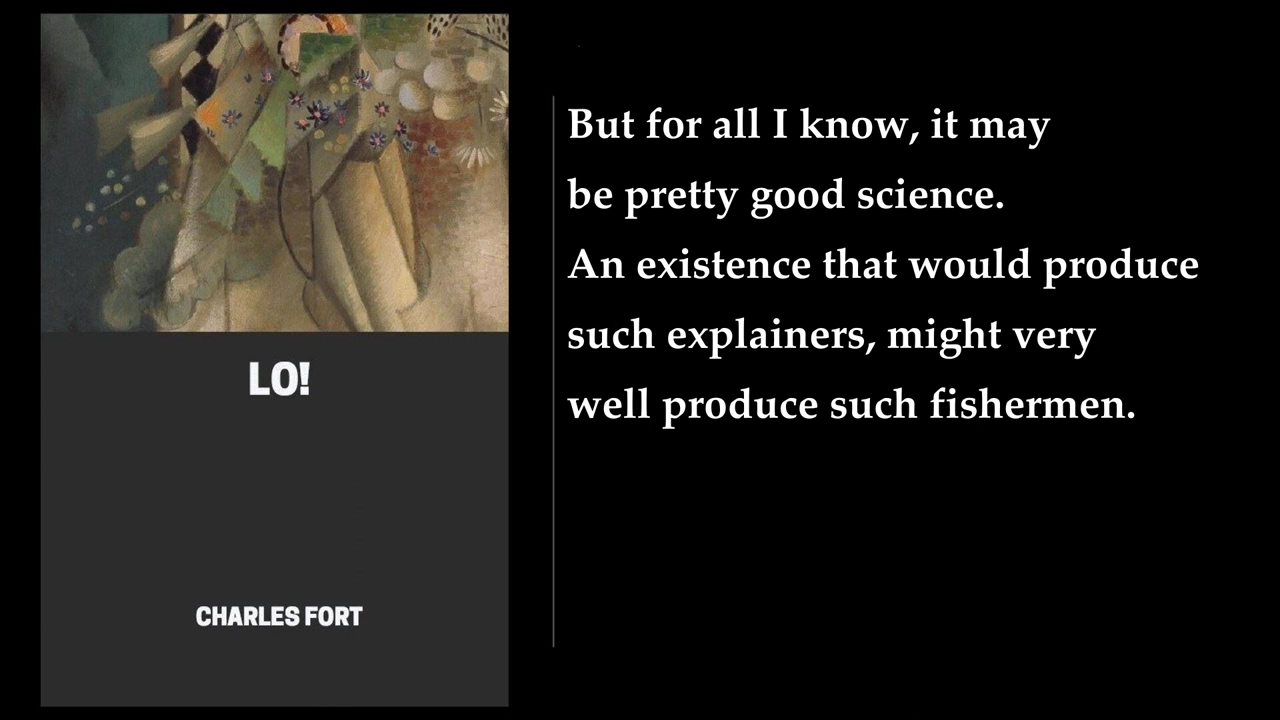 LO!
CHARLES FORT
But for all I know, it may
be pretty good science.
An existence that would produce
such explainers, might very
well produce such fishermen.